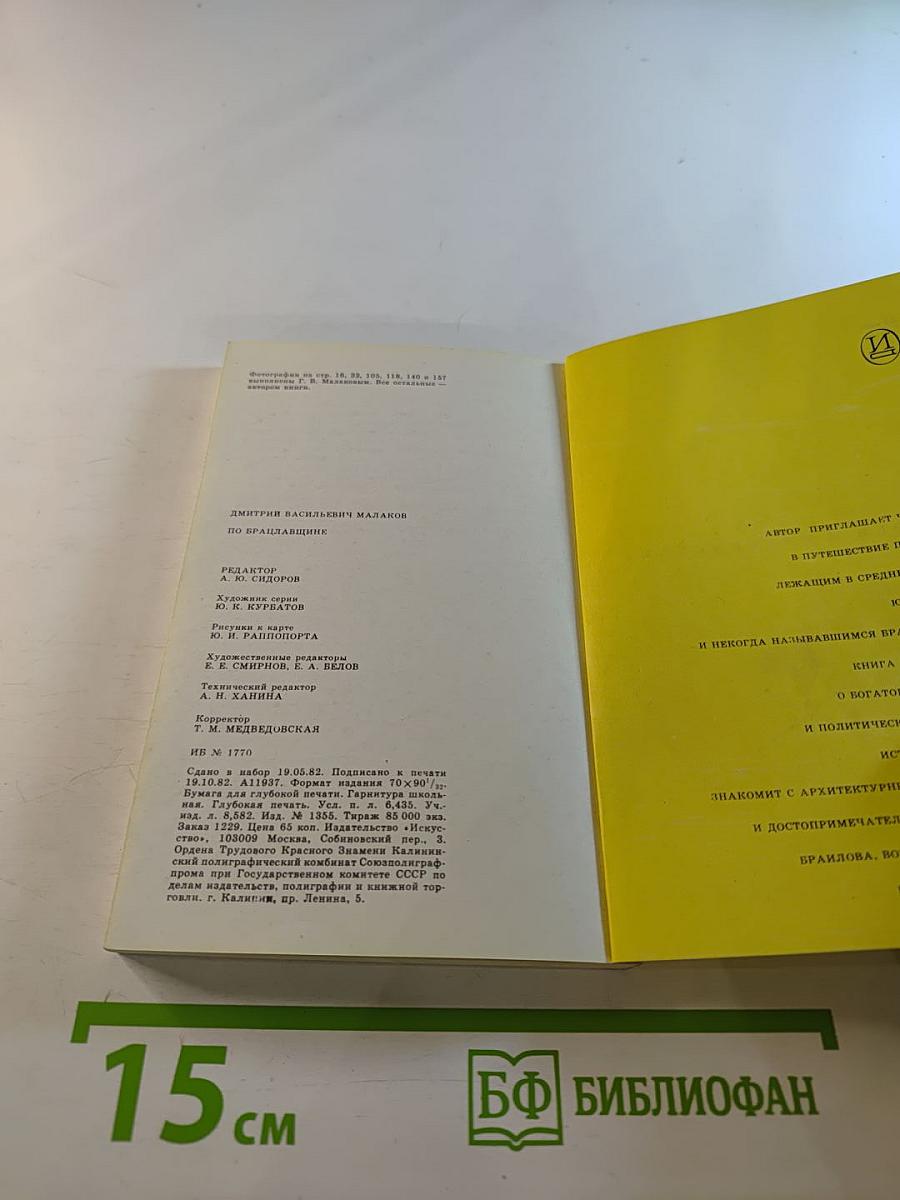 Фотографии на стр. 16, 32, 105, 118, 140 и 157
выполнены Г. В. Малаковым. Все остальные —
автором книги.
ДМИТРИЙ ВАСИЛЬЕВИЧ МАЛАКОВ
ПО БРАЦЛАВЩИНЕ
РЕДАКТОР
А. Ю. СИДОРОВ
Художник серии
Ю. К. КУРБАТОВ
Рисунки к карте
Ю. И. РАППОПОРТА
Художественные редакторы
Е. Е. СМИРНОВ, Е. А. БЕЛОВ
Технический редактор
А. Н. ХАНИНА
Корректор
Т. М. МЕДВЕДОВСКАЯ
ИБ № 1770
Сдано в набор 19.05.82. Подписано к печати
19.10.82. А11937. Формат издания 70×90¹/₃₂.
Бумага для глубокой печати. Гарнитура школь-
ная. Глубокая печать. Усл. п. л. 6,435. Уч.-
изд. л. 8,582. Изд. № 1355. Тираж 85 000 экз.
Заказ 1229. Цена 65 коп. Издательство «Искус-
ство», 103009 Москва, Собиновский пер., 3.
Ордена Трудового Красного Знамени Калинин-
ский полиграфический комбинат Союзполиграф-
прома при Государственном комитете СССР по
делам издательств, полиграфии и книжной тор-
говли. г. Калинин, пр. Ленина, 5.
И
АВТОР ПРИГЛАШАЕТ
В ПУТЕШЕСТВИЕ П
ЛЕЖАЩИМ В СРЕДНЕ
Ю
И НЕКОГДА НАЗЫВАВШИМСЯ БРА
КНИГА
О БОГАТО
И ПОЛИТИЧЕСК
ИСТ
ЗНАКОМИТ С АРХИТЕКТУРН
И ДОСТОПРИМЕЧАТЕЛ
БРАИЛОВА, ВО
15 см
БФ БИБЛИОФАН